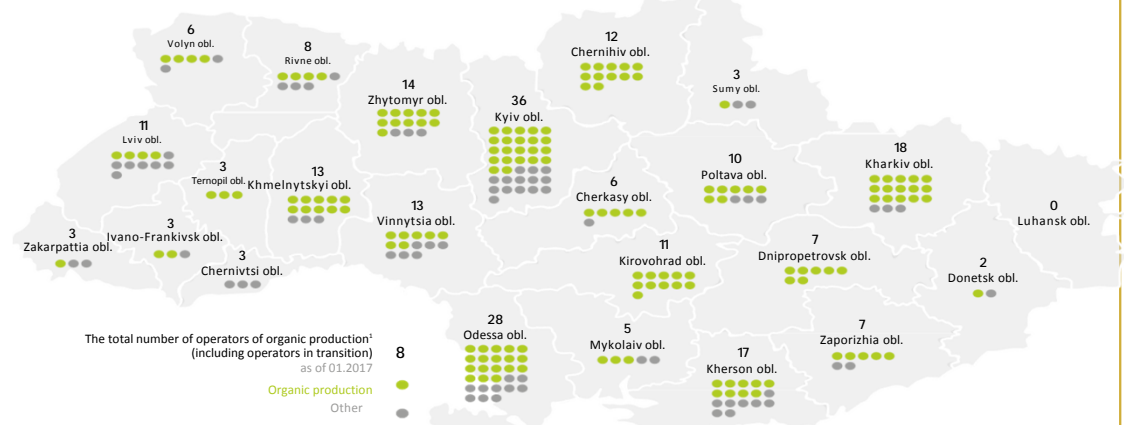 6
Volyn obl.
8
Rivne obl.
14
Zhytomyr obl.
36
Kyiv obl.
12
Chernihiv obl.
3
Sumy obl.
11
Lviv obl.
3
Ternopil obl.
13
Khmelnytskyi obl.
13
Vinnytsia obl.
6
Cherkasy obl.
10
Poltava obl.
18
Kharkiv obl.
0
Luhansk obl.
3
Zakarpattia obl.
3
Ivano-Frankivsk obl.
3
Chernivtsi obl.
11
Kirovohrad obl.
7
Dnipropetrovsk obl.
2
Donetsk obl.
28
Odessa obl.
5
Mykolaiv obl.
17
Kherson obl.
7
Zaporizhia obl.
The total number of operators of organic production¹
(including operators in transition)
8
as of 01.2017
Organic production
Other